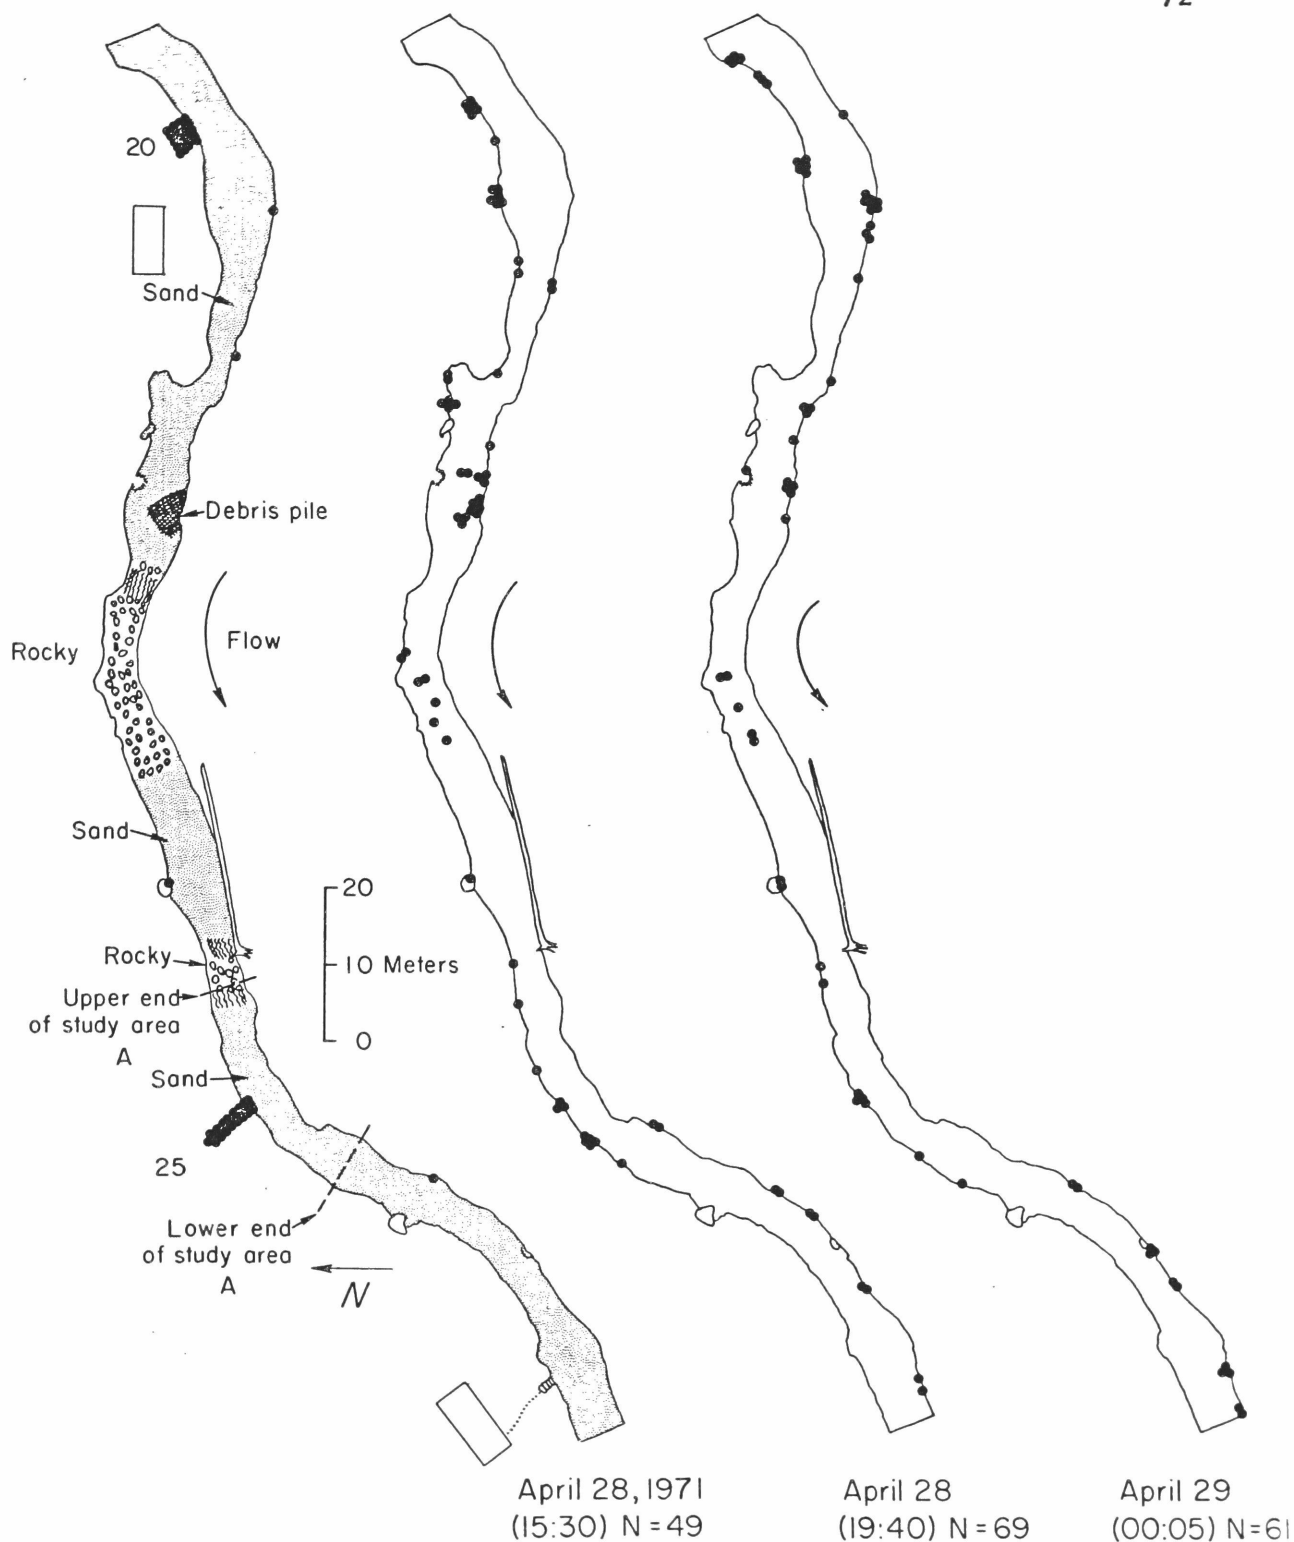 20
Sand
Debris pile
Flow
Rocky
Sand
20
10 Meters
0
Rocky
Upper end
of study area
A
Sand
25
Lower end
of study area
A
N
April 28, 1971
(15:30) N = 49
April 28
(19:40) N = 69
April 29
(00:05) N = 61